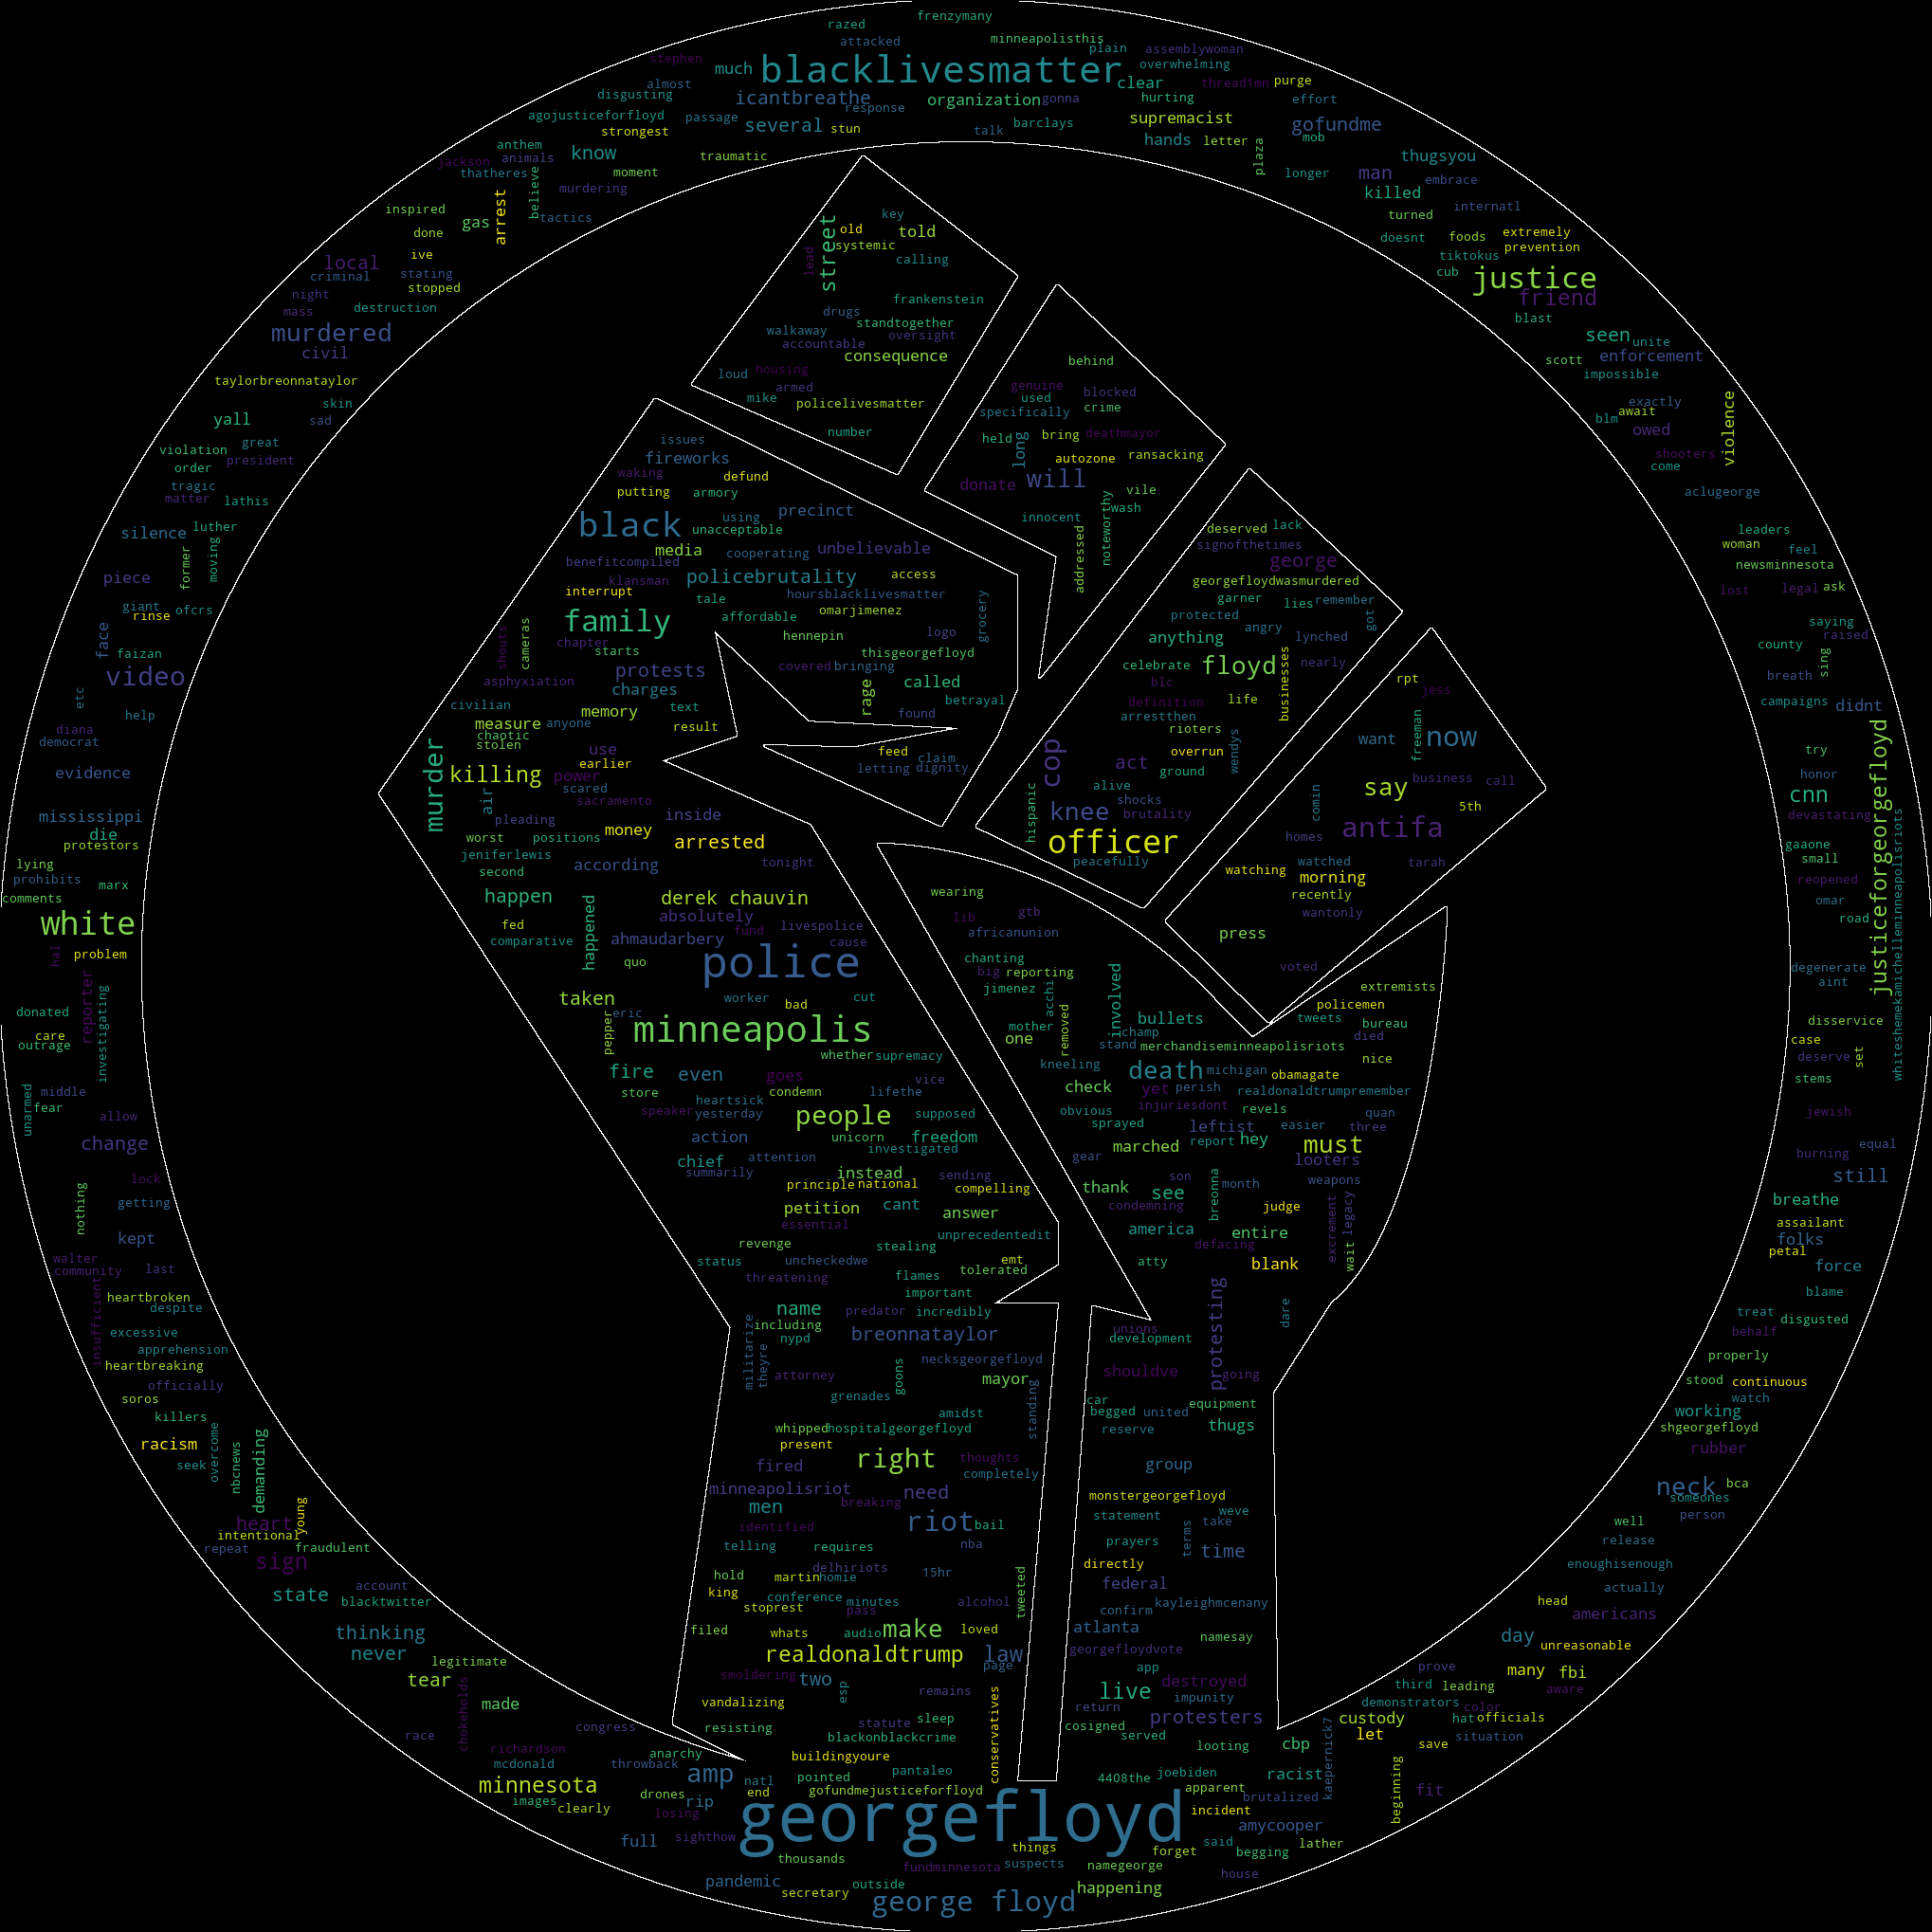 frenzymany
razed
minneapolisthis
attacked
plain
assemblywoman
stephen
much
blacklivesmatter
overwhelming
almost
clear
thread1mn
purge
disgusting
icantbreathe
organization
gonna
hurting
effort
response
agojusticeforfloyd
passage
several
stun
barclays
supremacist
gofundme
strongest
talk
hands
letter
mob
anthem
know
traumatic
plaza
thugsyou
jackson
animals
thatheres
moment
longer
man
embrace
believe
murdering
killed
inspired
gas
arrest
tactics
turned
internatl
done
doesnt
foods
extremely
prevention
ive
local
criminal
stating
stopped
tiktokus
cub
justice
night
mass
destruction
friend
blast
murdered
civil
seen
unite
scott
enforcement
impossible
taylorbreonnataylor
skin
yall
sad
exactly
await
blm
owed
violence
violation
great
order
president
shooters
come
tragic
matter
lathis
aclugeorge
silence
luther
leaders
woman
feel
newsminnesota
former
moving
piece
lost
legal
ask
giant
ofcrs
rinse
face
faizan
saying
raised
county
sing
video
breath
etc
help
campaigns
didnt
diana
democrat
justiceforgeorgefloyd
try
evidence
honor
cnn
mississippi
devastating
die
protestors
whiteshemekamichelleminneapolisriots
gaaone
small
lying
prohibits
marx
reopened
comments
omar
white
road
hal
problem
degenerate
aint
reporter
investigating
donated
disservice
care
case
outrage
deserve
set
middle
stems
unarmed
fear
allow
jewish
change
equal
burning
lock
still
nothing
getting
breathe
kept
assailant
folks
petal
walter
community
last
force
insufficient
heartbroken
despite
blame
excessive
treat
disgusted
apprehension
behalf
heartbreaking
properly
officially
stood
continuous
soros
watch
killers
working
shgeorgefloyd
racism
overcome
demanding
rubber
seek
nbcnews
neck
bca
someones
heart
young
person
intentional
well
repeat
fraudulent
release
sign
enoughisenough
state
account
blacktwitter
actually
head
americans
thinking
day
unreasonable
never
legitimate
prove
many
fbi
tear
third
leading
aware
made
chokeholds
demonstrators
color
custody
hat
officials
race
congress
let
situation
richardson
anarchy
save
mcdonald
throwback
amp
natl
minnesota
drones
end
rip
images
clearly
losing
full
sighthow
street
old
key
told
systemic
lead
calling
frankenstein
drugs
standtogether
walkaway
oversight
accountable
consequence
loud
housing
armed
mike
policelivesmatter
number
behind
genuine
used
blocked
specifically
crime
held
long
bring
deathmayor
autozone
ransacking
donate
will
vile
noteworthy
wash
innocent
addressed
deserved
lack
signofthetimes
george
georgefloydwasmurdered
garner
lies
remember
protected
got
angry
anything
lynched
celebrate
floyd
nearly
businesses
blc
definition
life
arrestthen
rioters
cop
overrun
wendys
act
ground
alive
hispanic
knee
shocks
brutality
officer
peacefully
rpt
jess
want
freeman
now
business
call
say
5th
comin
antifa
homes
watched
tarah
watching
morning
recently
wantonly
press
voted
issues
fireworks
waking
defund
putting
armory
black
using
precinct
unacceptable
media
cooperating
unbelievable
benefitcompiled
klansman
policebrutality
access
interrupt
tale
hoursblacklivesmatter
family
affordable
omarjimenez
grocery
shouts
cameras
chapter
hennepin
logo
starts
thisgeorgefloyd
protests
covered
bringing
asphyxiation
charges
called
civilian
memory
text
rage
betrayal
measure
anyone
result
found
chaotic
stolen
murder
use
feed
claim
earlier
letting
dignity
killing
power
scared
air
sacramento
pleading
inside
worst
positions
money
arrested
jeniferlewis
according
tonight
second
happen
derek chauvin
absolutely
fed
happened
fund
livespolice
comparative
ahmaudarbery
cause
quo
police
taken
worker
bad
cut
pepper
eric
minneapolis
whether
supremacy
fire
even
goes
vice
store
condemn
lifethe
heartsick
speaker
yesterday
people
supposed
action
unicorn
freedom
investigated
chief
attention
summarily
instead
sending
principle
national
compelling
petition
cant
answer
essential
unprecedentedit
revenge
stealing
status
uncheckedwe
emt
tolerated
threatening
flames
important
name
predator
incredibly
including
nypd
breonnataylor
militarize
theyre
necksgeorgefloyd
attorney
goons
mayor
grenades
standing
amidst
whipped
hospitalgeorgefloyd
present
right
thoughts
fired
completely
minneapolisriot
need
men
breaking
identified
riot
bail
telling
requires
nba
delhiriots
hold
martin
homie
15hr
king
conference
minutes
tweeted
stoprest
pass
alcohol
filed
whats
audio
make
loved
realdonaldtrump
law
smoldering
two
page
vandalizing
esp
remains
conservatives
resisting
statute
sleep
blackonblackcrime
buildingyoure
pointed
pantaleo
gofundmejusticeforfloyd
wearing
lib
gtb
africanunion
chanting
big
reporting
involved
jimenez
acchi
extremists
bullets
policemen
mother
champ
tweets
bureau
one
removed
stand
merchandiseminneapolisriots
died
kneeling
nice
death
michigan
obamagate
check
yet
perish
realdonaldtrumpremember
obvious
injuriesdont
revels
quan
sprayed
leftist
easier
three
marched
report
hey
must
gear
looters
son
thank
see
breonna
month
weapons
condemning
judge
excrement
legacy
america
entire
defacing
wait
atty
blank
protesting
dare
unions
development
shouldve
going
car
begged
united
equipment
reserve
thugs
group
monstergeorgefloyd
statement
weve
take
prayers
terms
time
directly
federal
confirm
kayleighmcenany
atlanta
namesay
georgefloydvote
app
destroyed
live
impunity
return
protesters
cosigned
served
looting
cbp
4408the
joebiden
racist
apparent
kaepernick7
beginning
fit
brutalized
georgefloyd
incident
amycooper
things
forget
said
begging
lather
thousands
fundminnesota
suspects
namegeorge
house
pandemic
outside
secretary
george floyd
happening